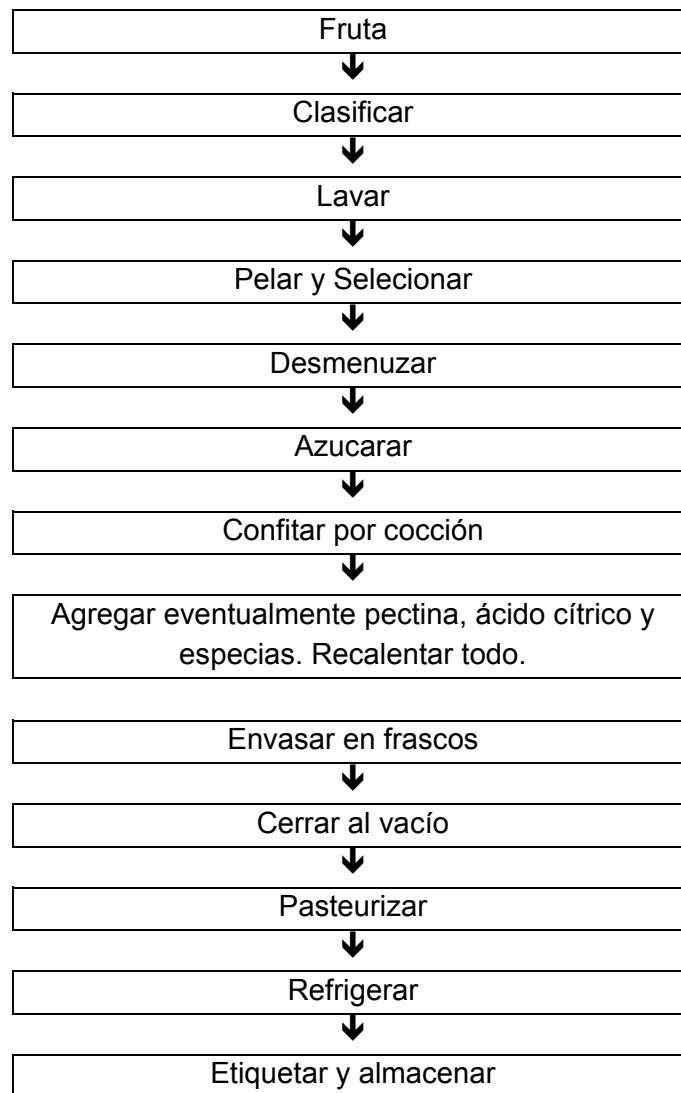 Fruta
Clasificar
Lavar
Pelar y Selecionar
Desmenuzar
Azucarar
Confitar por cocción
Agregar eventualmente pectina, ácido cítrico y
especias. Recalentar todo.
Envasar en frascos
Cerrar al vacío
Pasteurizar
Refrigerar
Etiquetar y almacenar